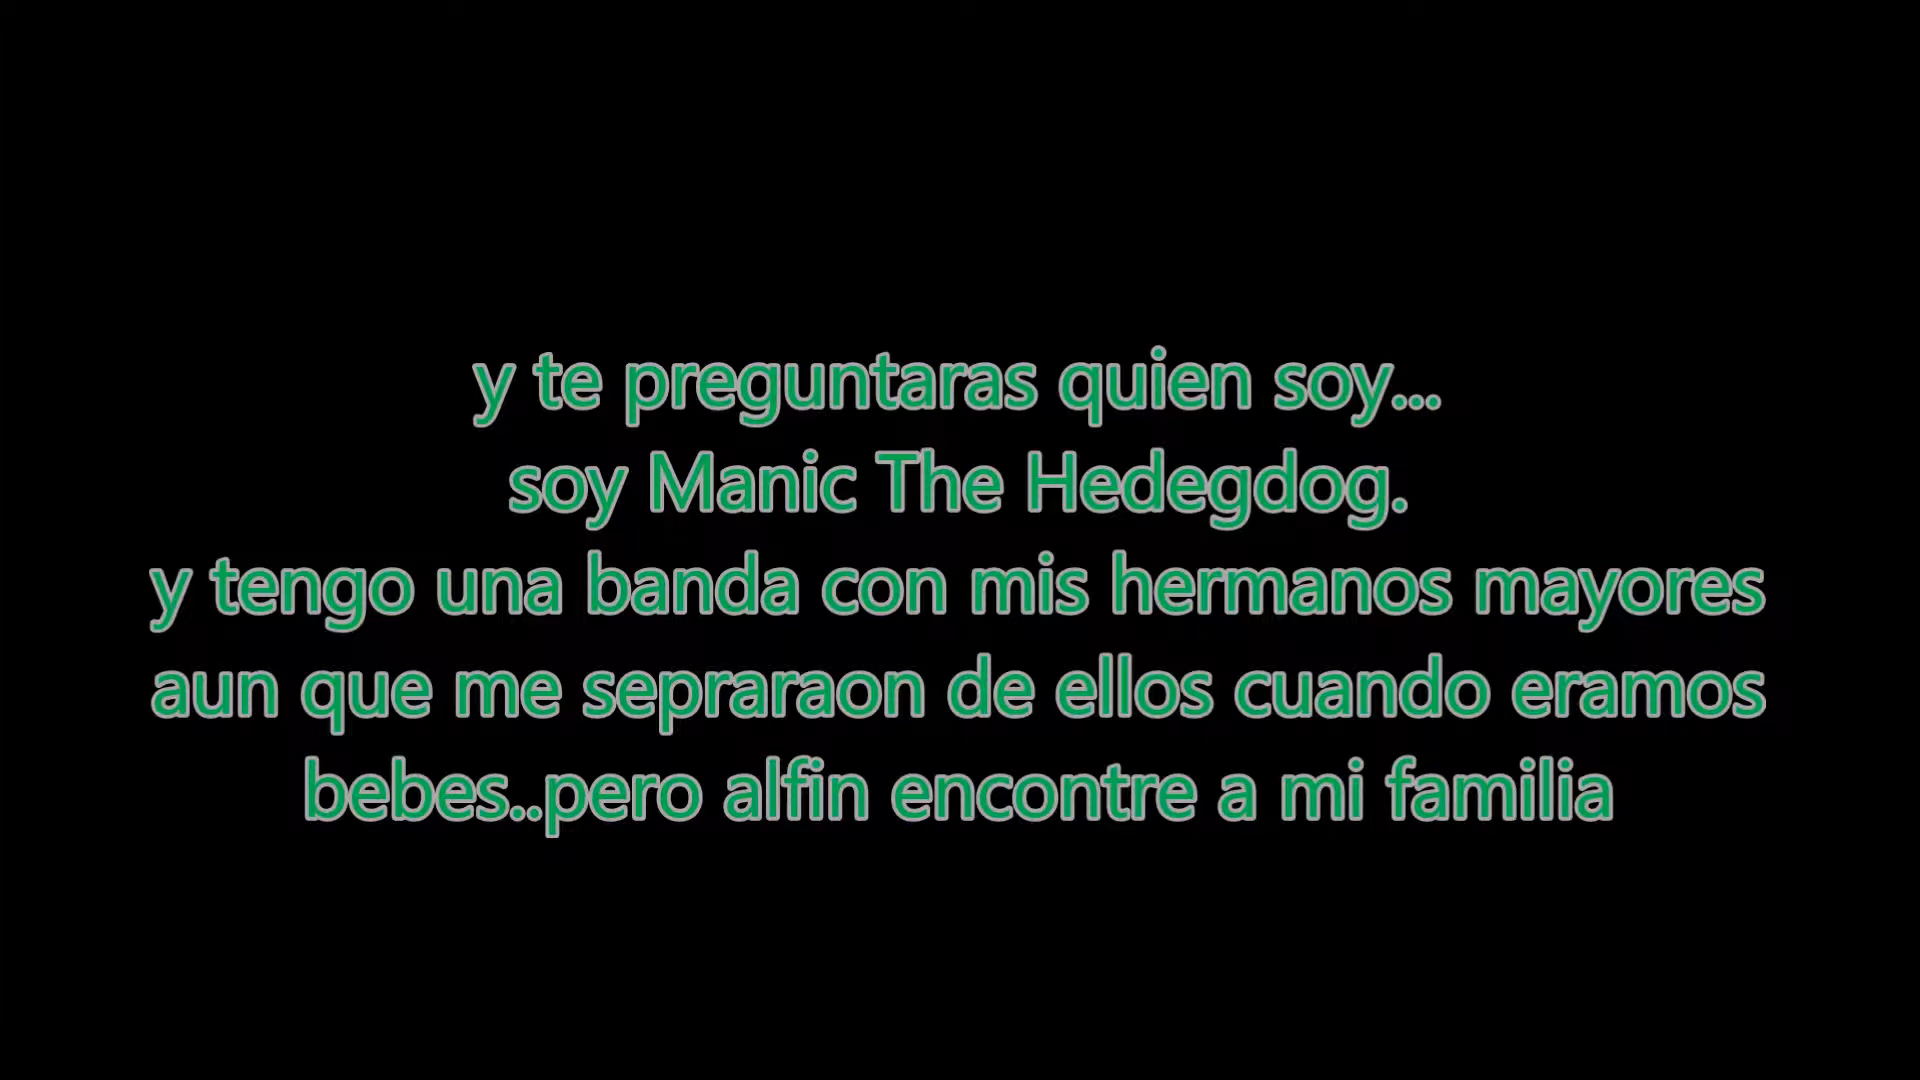 y te preguntaras quien soy...
soy Manic The Hedegdog.
y tengo una banda con mis hermanos mayores
aun que me sepraraon de ellos cuando eramos
bebes..pero alfin encontre a mi familia